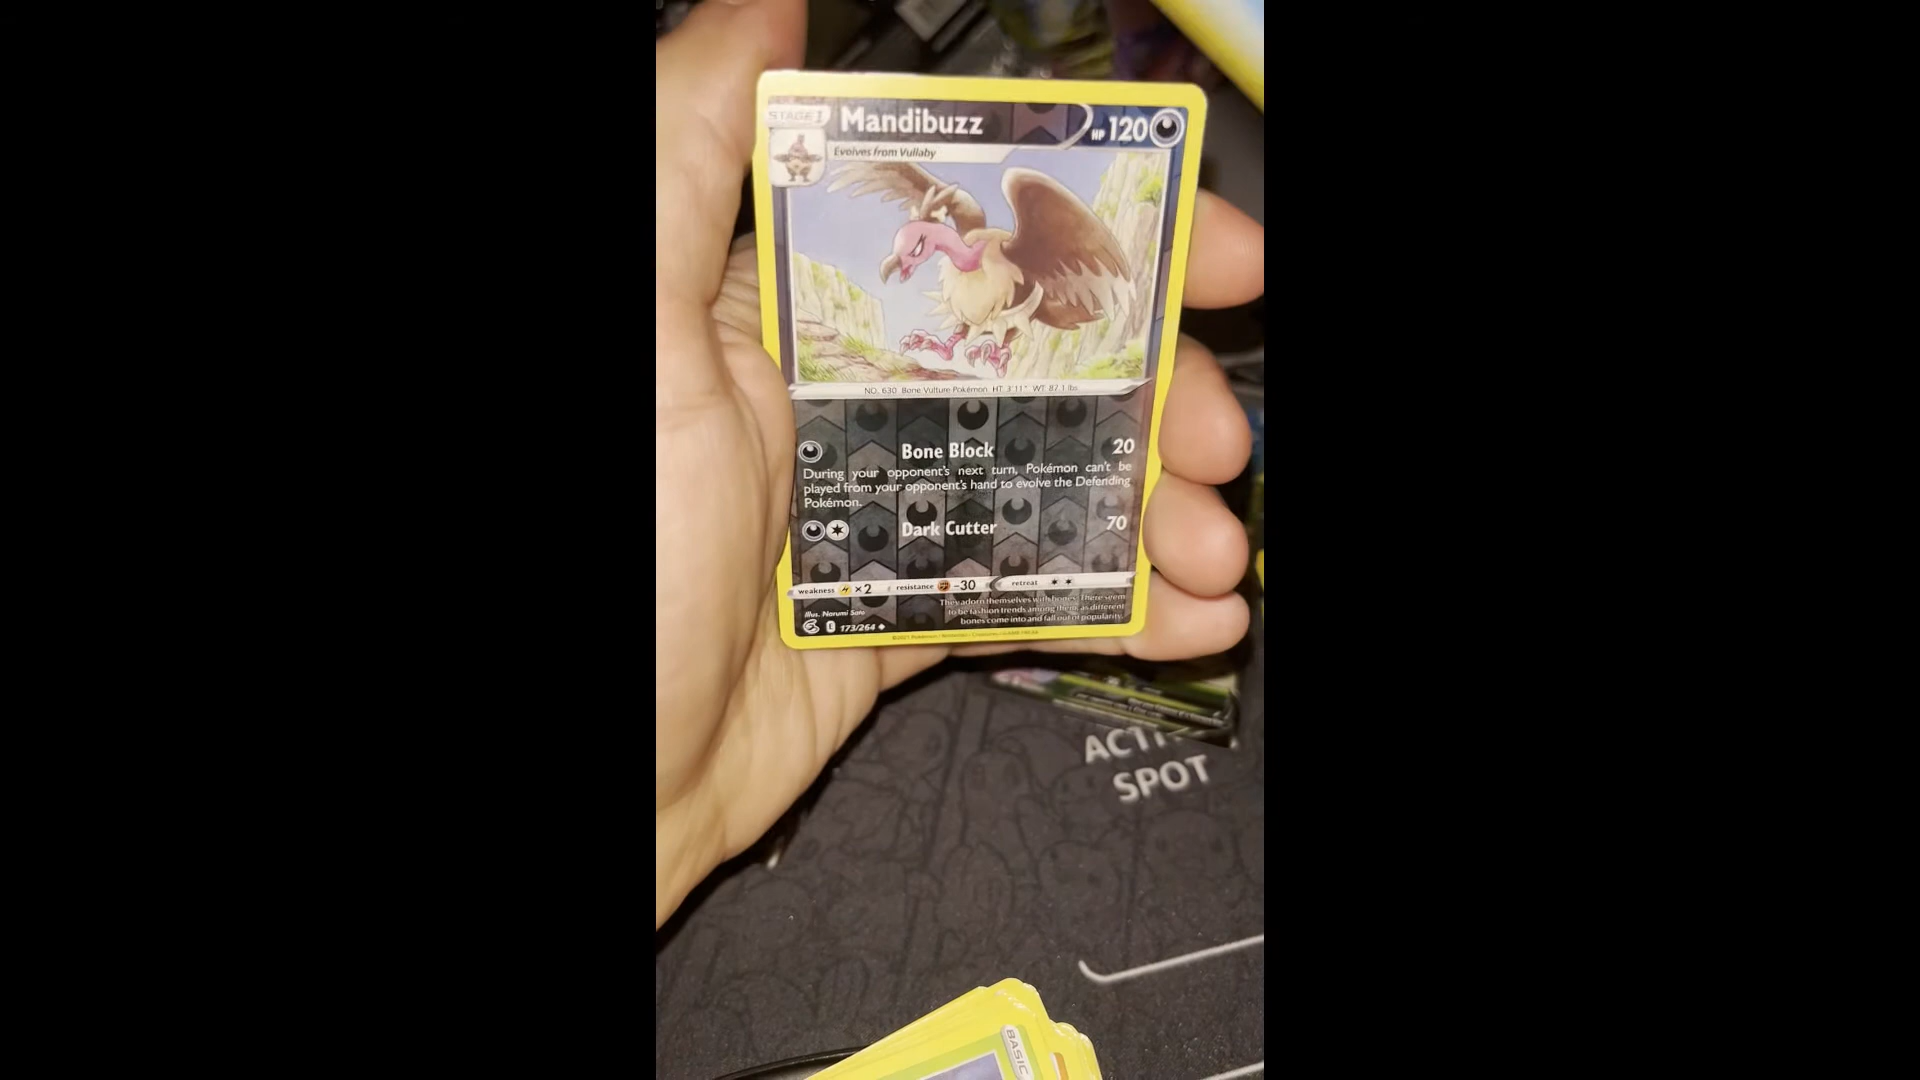 STAGE 1
Mandibuzz
HP 120
Evolves from Vullaby
NO. 630 Bone Vulture Pokémon HT: 3'11" WT: 87.1 lbs
Bone Block 20
During your opponent's next turn, Pokémon can't be
played from your opponent's hand to evolve the Defending
Pokémon.
Dark Cutter 70
weakness ×2 resistance -30 retreat
Illus. Narumi Sato
They adorn themselves with bones. There seem
to be fashion trends among them, as different
bones come into and fall out of popularity.
E 173/264
SPOT
BASIC